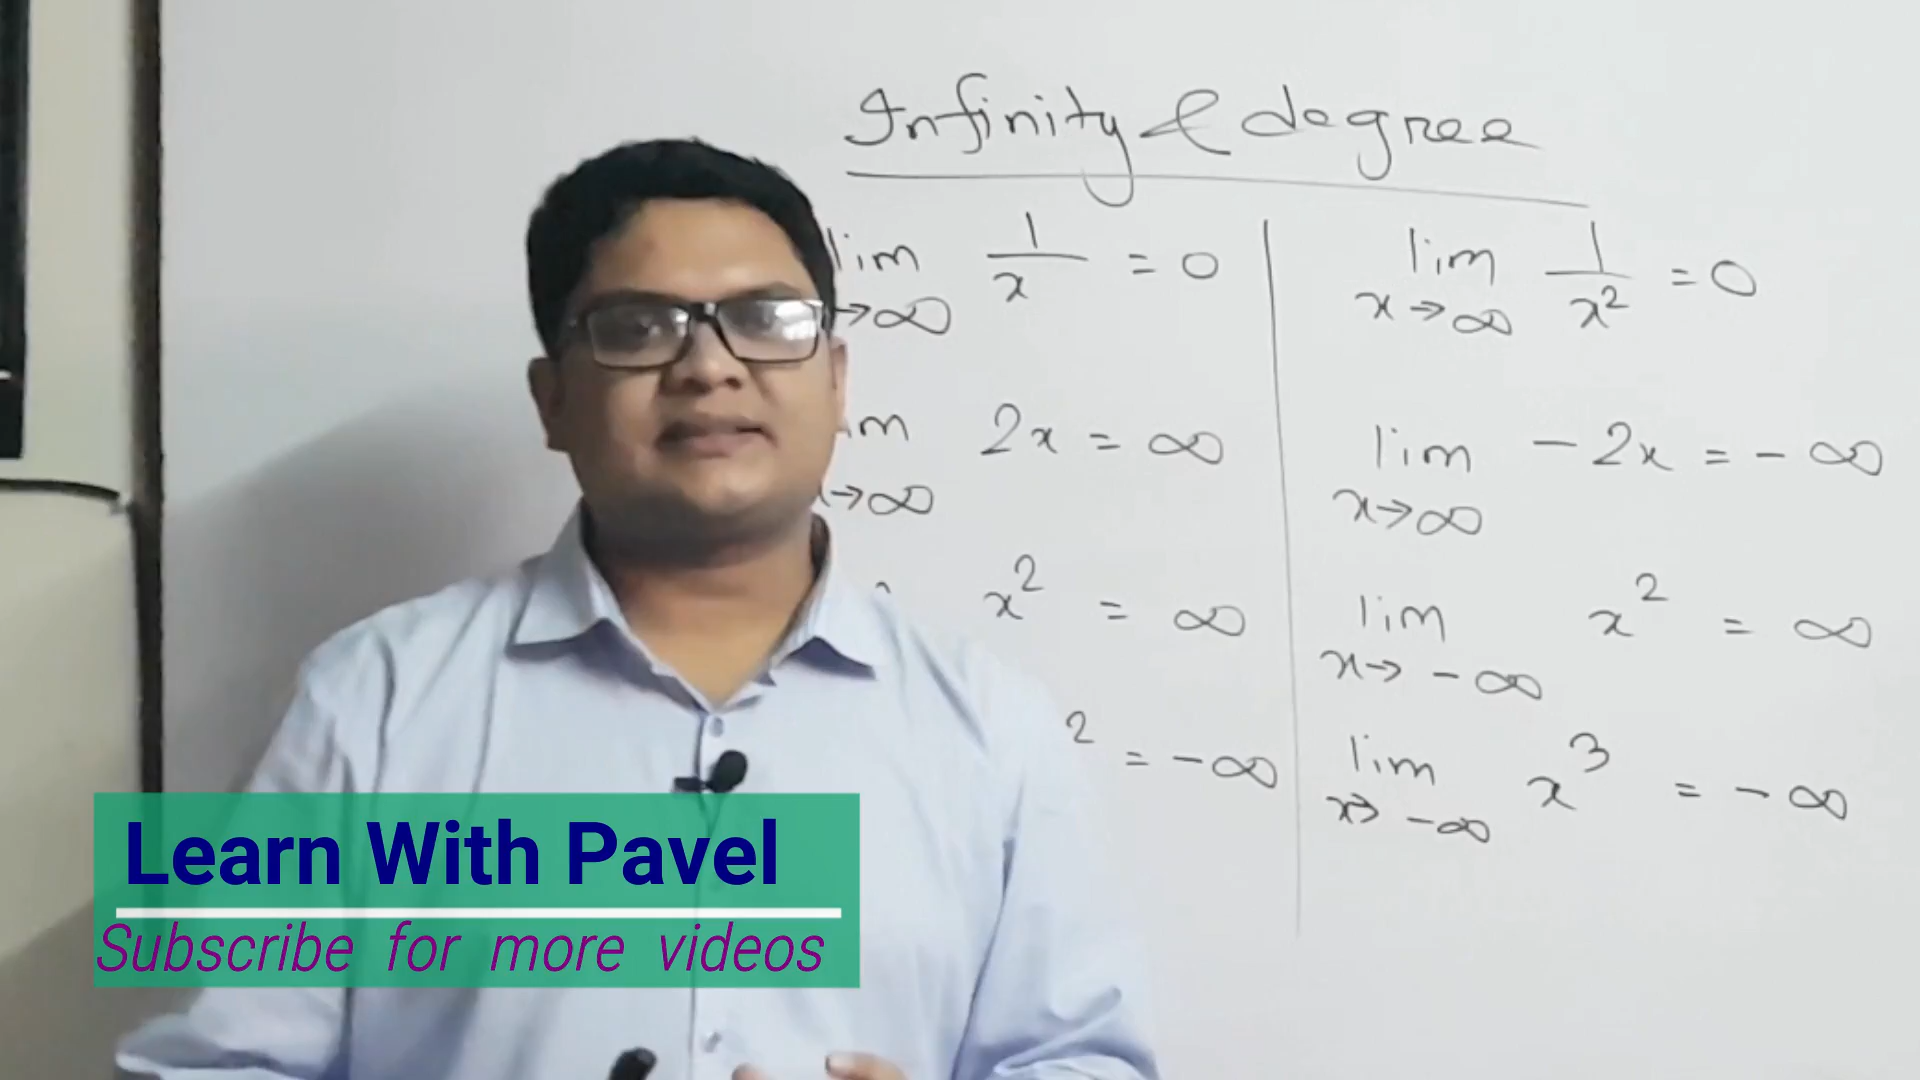 Infinity & degree
lim 1/x = 0
→∞
lim 1/x² = 0
x→∞
2x = ∞
→∞
lim -2x = -∞
x→∞
x² = ∞
lim x² = ∞
x→ -∞
2 = -∞
lim x³ = -∞
x→ -∞
Learn With Pavel
Subscribe for more videos